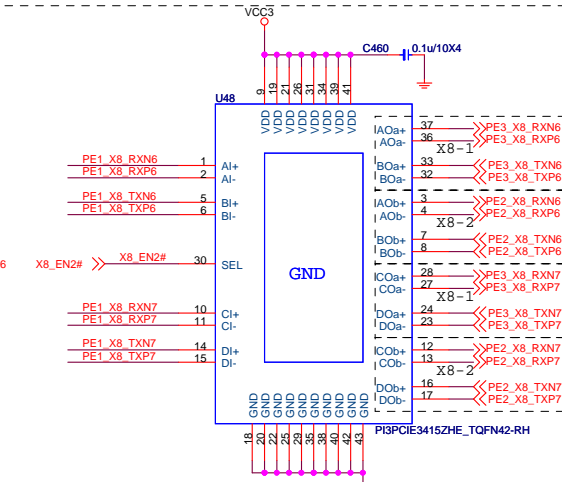 VCC3
C460 0.1u/10X4
U48
9 19 21 26 31 34 39 41
VDD VDD VDD VDD VDD VDD VDD VDD
PE1_X8_RXN6 1 AI+
PE1_X8_RXP6 2 AI-
PE1_X8_TXN6 5 BI+
PE1_X8_TXP6 6 BI-
6 X8_EN2# X8_EN2# 30 SEL
PE1_X8_RXN7 10 CI+
PE1_X8_RXP7 11 CI-
PE1_X8_TXN7 14 DI+
PE1_X8_TXP7 15 DI-
GND
AOa+ 37 PE3_X8_RXN6
AOa- 36 PE3_X8_RXP6
X8-1
BOa+ 33 PE3_X8_TXN6
BOa- 32 PE3_X8_TXP6
AOb+ 3 PE2_X8_RXN6
AOb- 4 PE2_X8_RXP6
X8-2
BOb+ 7 PE2_X8_TXN6
BOb- 8 PE2_X8_TXP6
COa+ 28 PE3_X8_RXN7
COa- 27 PE3_X8_RXP7
X8-1
DOa+ 24 PE3_X8_TXN7
DOa- 23 PE3_X8_TXP7
COb+ 12 PE2_X8_RXN7
COb- 13 PE2_X8_RXP7
X8-2
DOb+ 16 PE2_X8_TXN7
DOb- 17 PE2_X8_TXP7
GND GND GND GND GND GND GND GND GND GND
18 20 22 25 29 35 38 40 42 43
PI3PCIE3415ZHE_TQFN42-RH